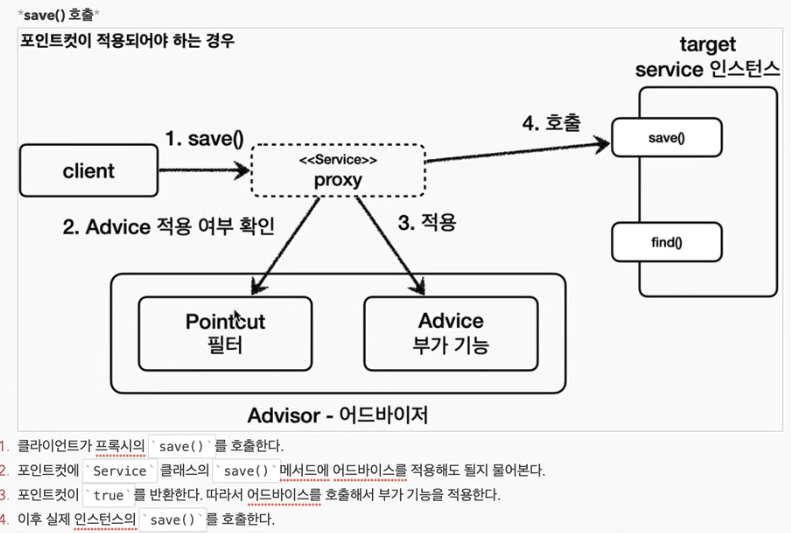 *save() 호출*
포인트컷이 적용되어야 하는 경우
target
service 인스턴스
4. 호출
1. save()
save()
<<Service>>
client
proxy
2. Advice 적용 여부 확인
3. 적용
find()
Pointcut
필터
Advice
부가 기능
Advisor - 어드바이저
1. 클라이언트가 프록시의 `save()`를 호출한다.
2. 포인트컷에 `Service` 클래스의 `save()` 메서드에 어드바이스를 적용해도 될지 물어본다.
3. 포인트컷이 `true`를 반환한다. 따라서 어드바이스를 호출해서 부가 기능을 적용한다.
4. 이후 실제 인스턴스의 `save()`를 호출한다.